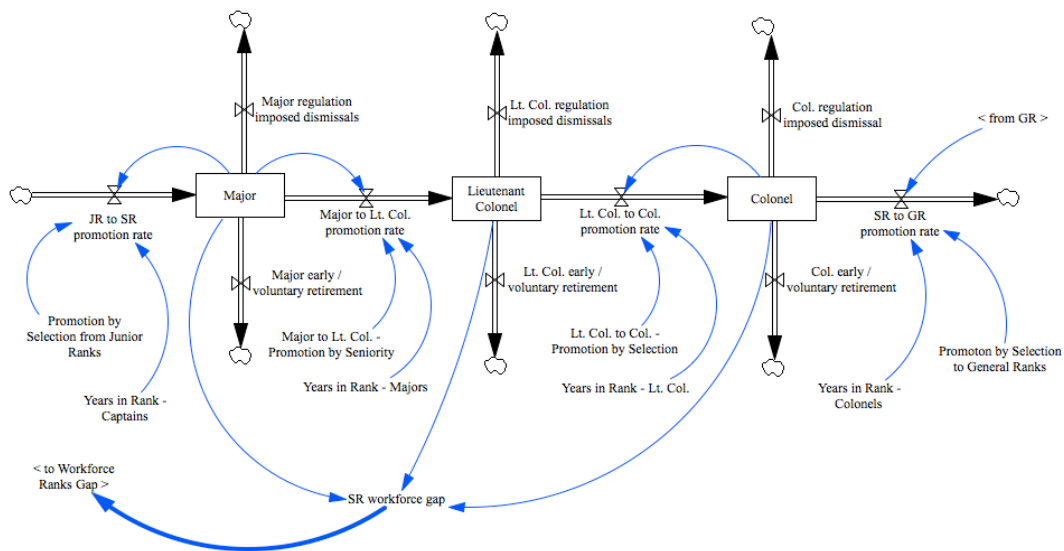 Major regulation
imposed dismissals
Lt. Col. regulation
imposed dismissals
Col. regulation
imposed dismissal
< from GR >
Major
Lieutenant
Colonel
Colonel
JR to SR
promotion rate
Major to Lt. Col.
promotion rate
Lt. Col. to Col.
promotion rate
SR to GR
promotion rate
Major early /
voluntary retirement
Lt. Col early /
voluntary retirement
Col. early /
voluntary retirement
Promotion by
Selection from Junior
Ranks
Major to Lt. Col. -
Promotion by Seniority
Lt. Col. to Col. -
Promotion by Selection
Promoton by Selection
to General Ranks
Years in Rank -
Captains
Years in Rank - Majors
Years in Rank - Lt. Col.
Years in Rank -
Colonels
< to Workforce
Ranks Gap >
SR workforce gap